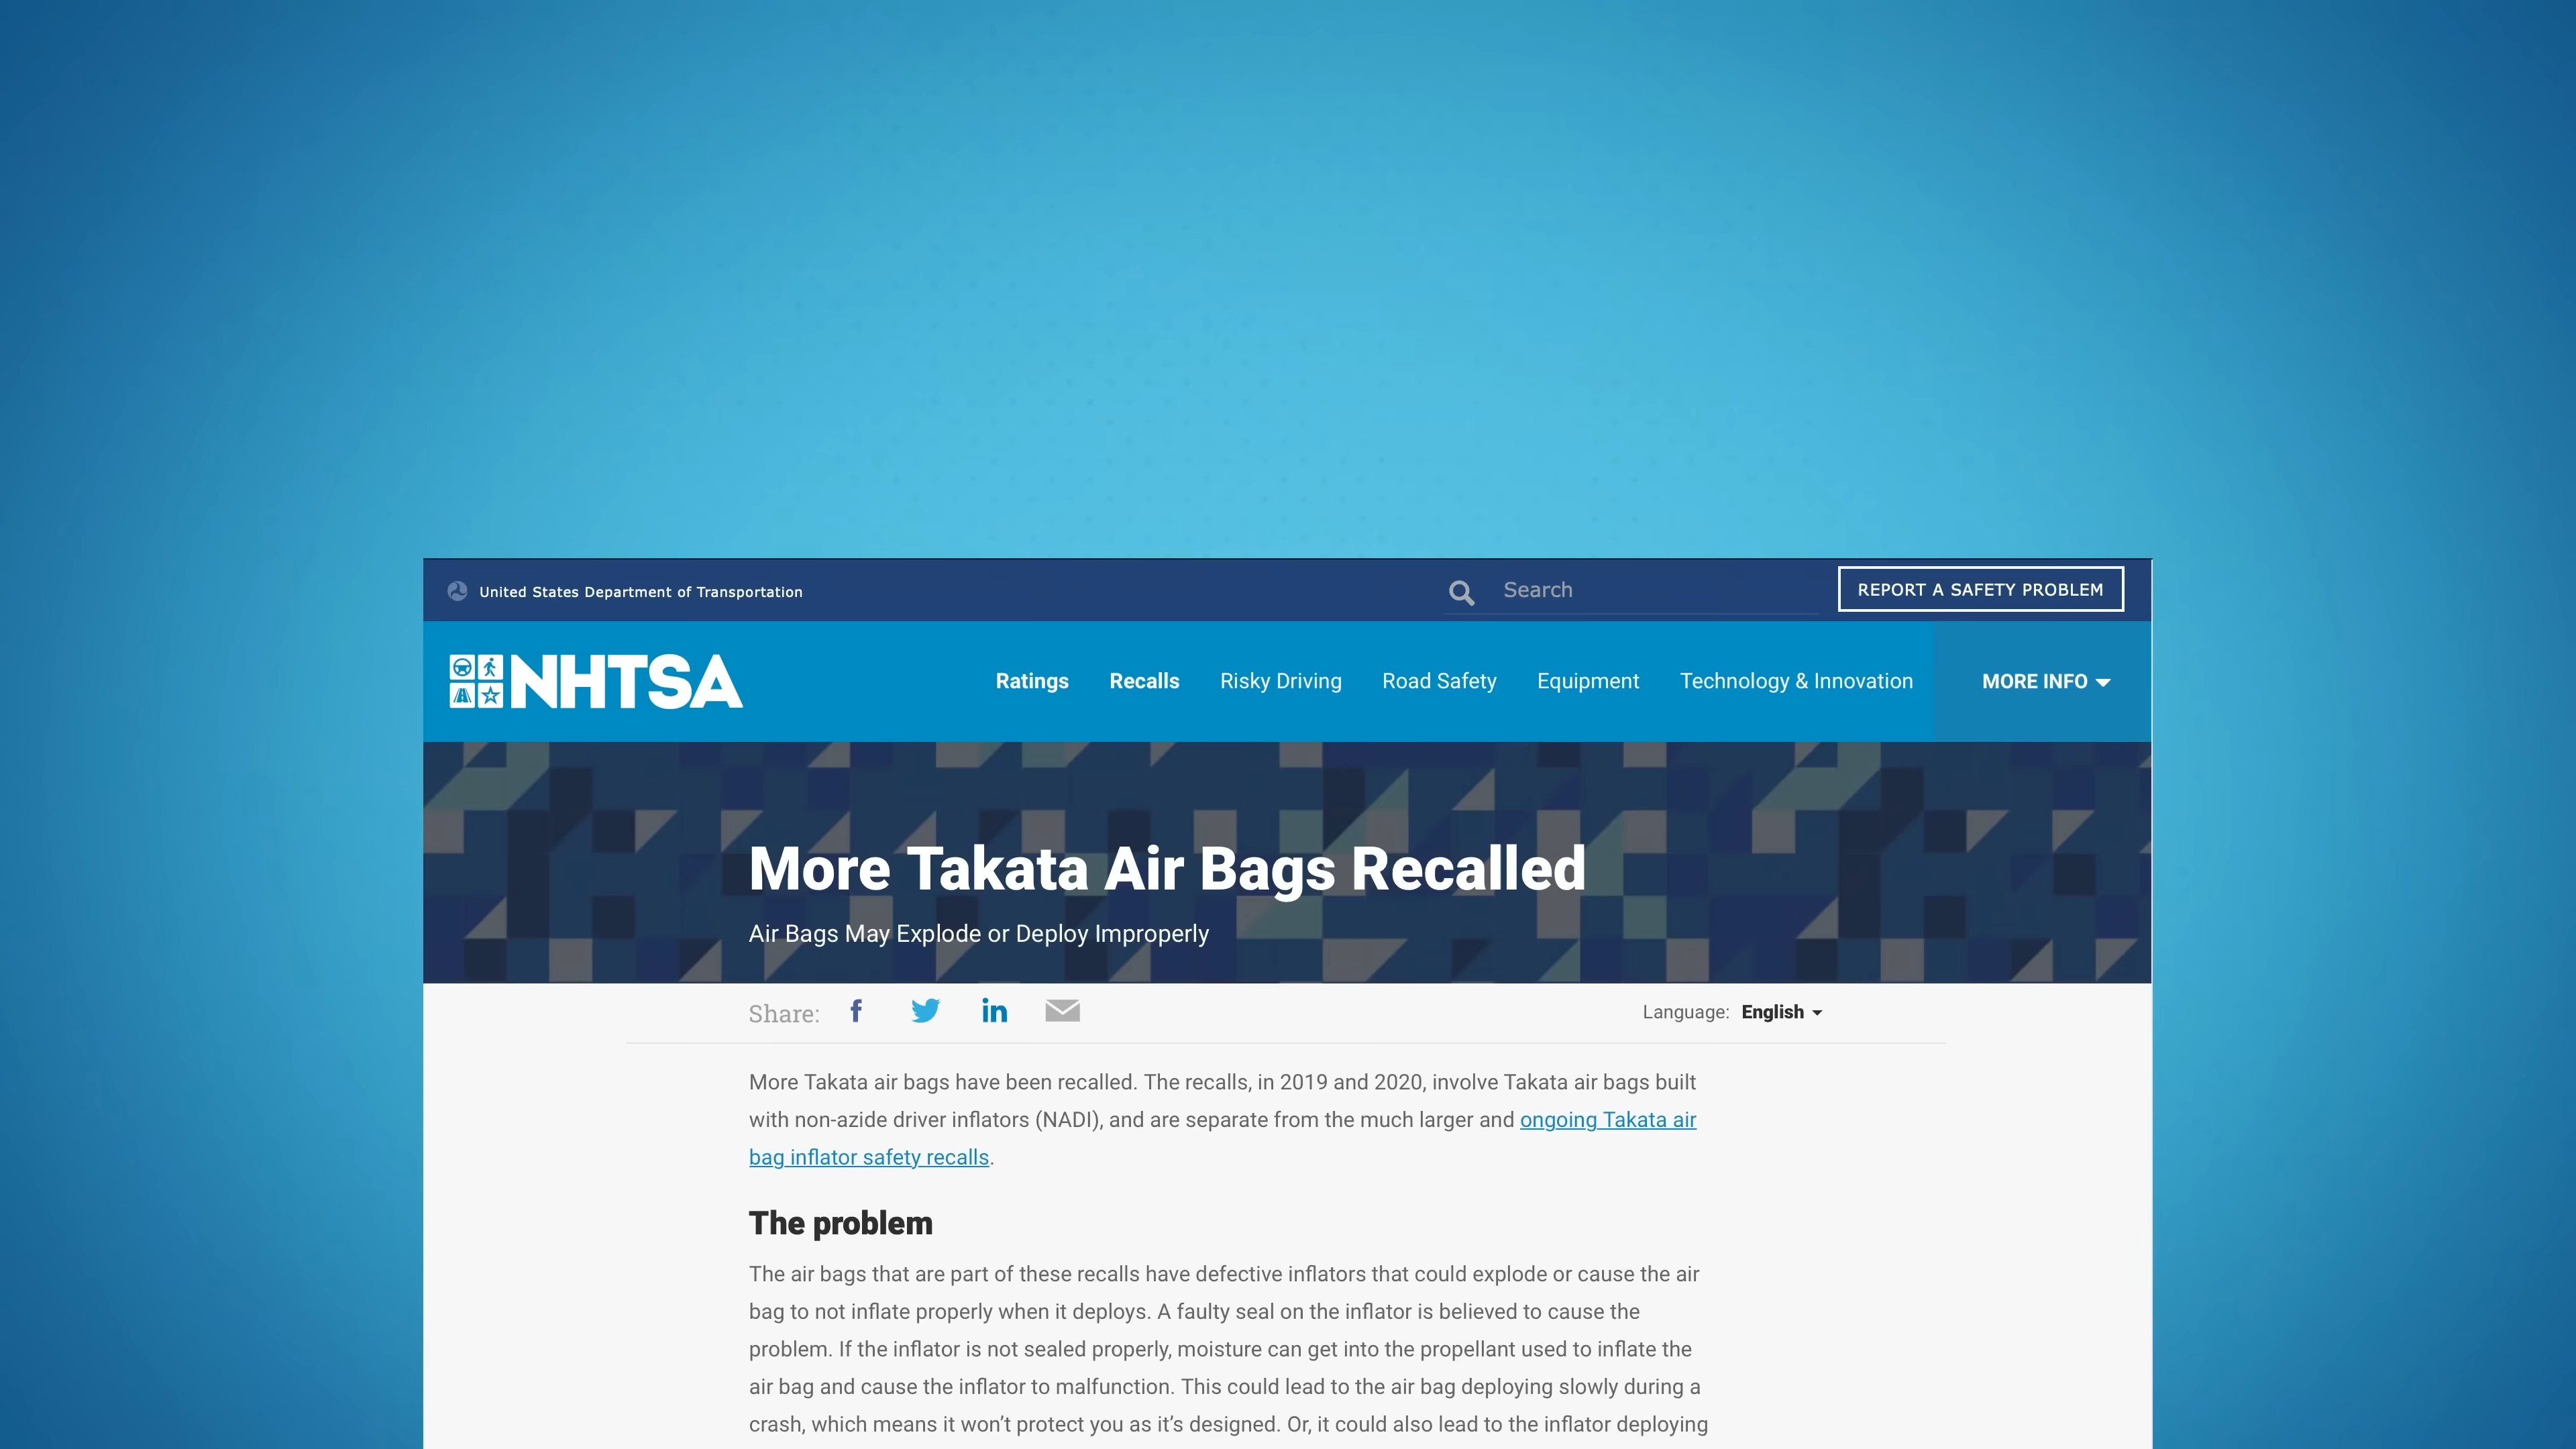 United States Department of Transportation
Search
REPORT A SAFETY PROBLEM
NHTSA
Ratings Recalls Risky Driving Road Safety Equipment Technology & Innovation MORE INFO
More Takata Air Bags Recalled
Air Bags May Explode or Deploy Improperly
Share:
Language: English
More Takata air bags have been recalled. The recalls, in 2019 and 2020, involve Takata air bags built
with non-azide driver inflators (NADI), and are separate from the much larger and ongoing Takata air
bag inflator safety recalls.
The problem
The air bags that are part of these recalls have defective inflators that could explode or cause the air
bag to not inflate properly when it deploys. A faulty seal on the inflator is believed to cause the
problem. If the inflator is not sealed properly, moisture can get into the propellant used to inflate the
air bag and cause the inflator to malfunction. This could lead to the air bag deploying slowly during a
crash, which means it won’t protect you as it’s designed. Or, it could also lead to the inflator deploying